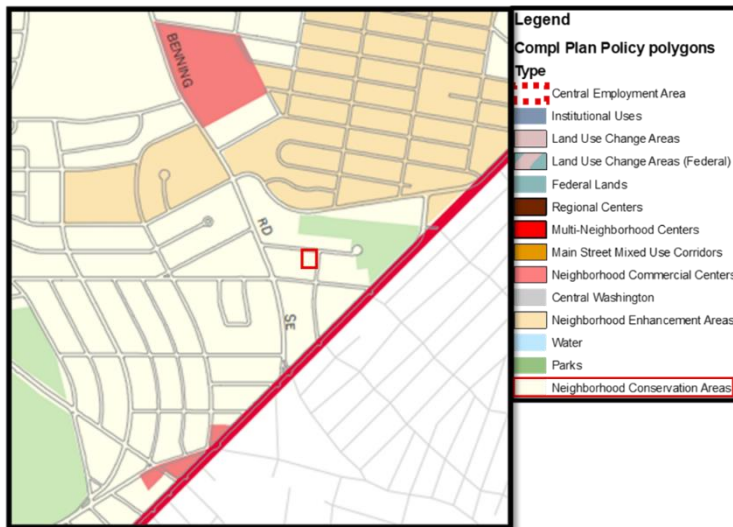 BENNING
RD
SE
Legend
Compl Plan Policy polygons
Type
Central Employment Area
Institutional Uses
Land Use Change Areas
Land Use Change Areas (Federal)
Federal Lands
Regional Centers
Multi-Neighborhood Centers
Main Street Mixed Use Corridors
Neighborhood Commercial Centers
Central Washington
Neighborhood Enhancement Areas
Water
Parks
Neighborhood Conservation Areas